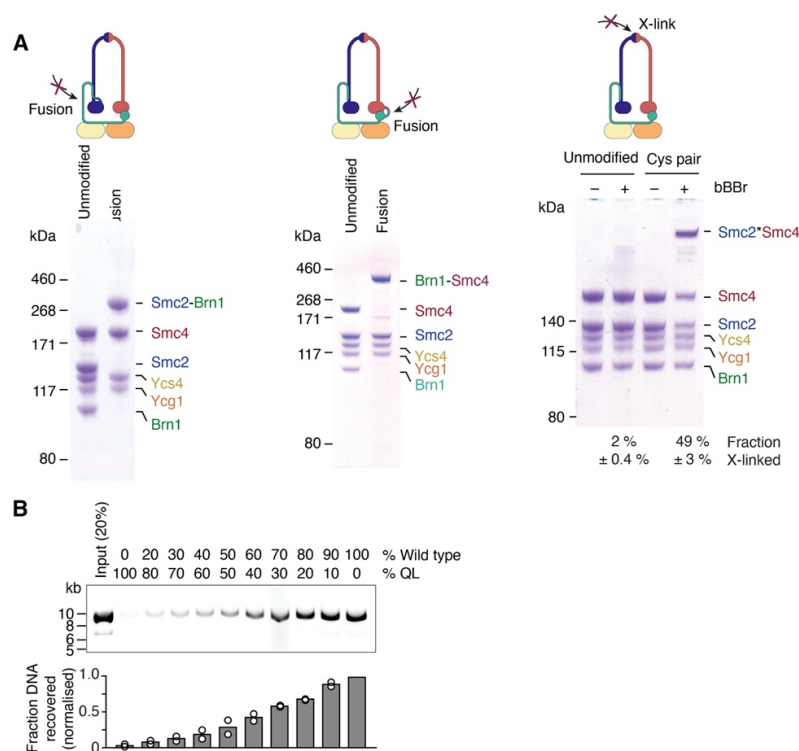 A
X-link
Fusion
Fusion
Unmodified
usion
Unmodified
Fusion
Unmodified Cys pair
– + – + bBBr
kDa
460
268
171
117
80
Smc2-Brn1
Smc4
Smc2
Ycs4
Ycg1
Brn1
kDa
460
268
171
117
80
Brn1-Smc4
Smc4
Smc2
Ycs4
Ycg1
Brn1
kDa
140
115
80
Smc2*Smc4
Smc4
Smc2
Ycs4
Ycg1
Brn1
2 % 49 % Fraction
± 0.4 % ± 3 % X-linked
B
Input (20%)
0 20 30 40 50 60 70 80 90 100 % Wild type
100 80 70 60 50 40 30 20 10 0 % QL
kb
10
8
6
5
Fraction DNA
recovered
(normalised)
1.0
0.5
0